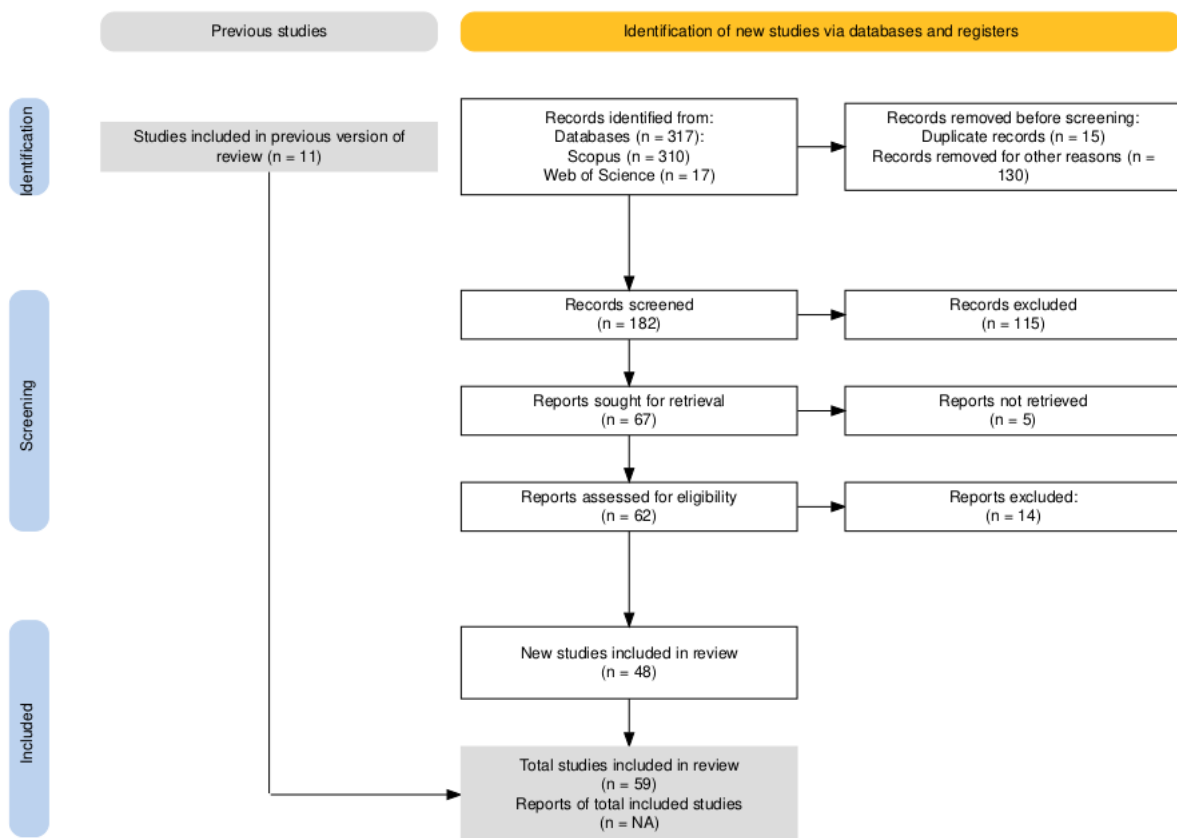 Previous studies
Identification of new studies via databases and registers
Identification
Studies included in previous version of
review (n = 11)
Records identified from:
Databases (n = 317):
Scopus (n = 310)
Web of Science (n = 17)
Records removed before screening:
Duplicate records (n = 15)
Records removed for other reasons (n =
130)
Screening
Records screened
(n = 182)
Records excluded
(n = 115)
Reports sought for retrieval
(n = 67)
Reports not retrieved
(n = 5)
Reports assessed for eligibility
(n = 62)
Reports excluded:
(n = 14)
Included
New studies included in review
(n = 48)
Total studies included in review
(n = 59)
Reports of total included studies
(n = NA)